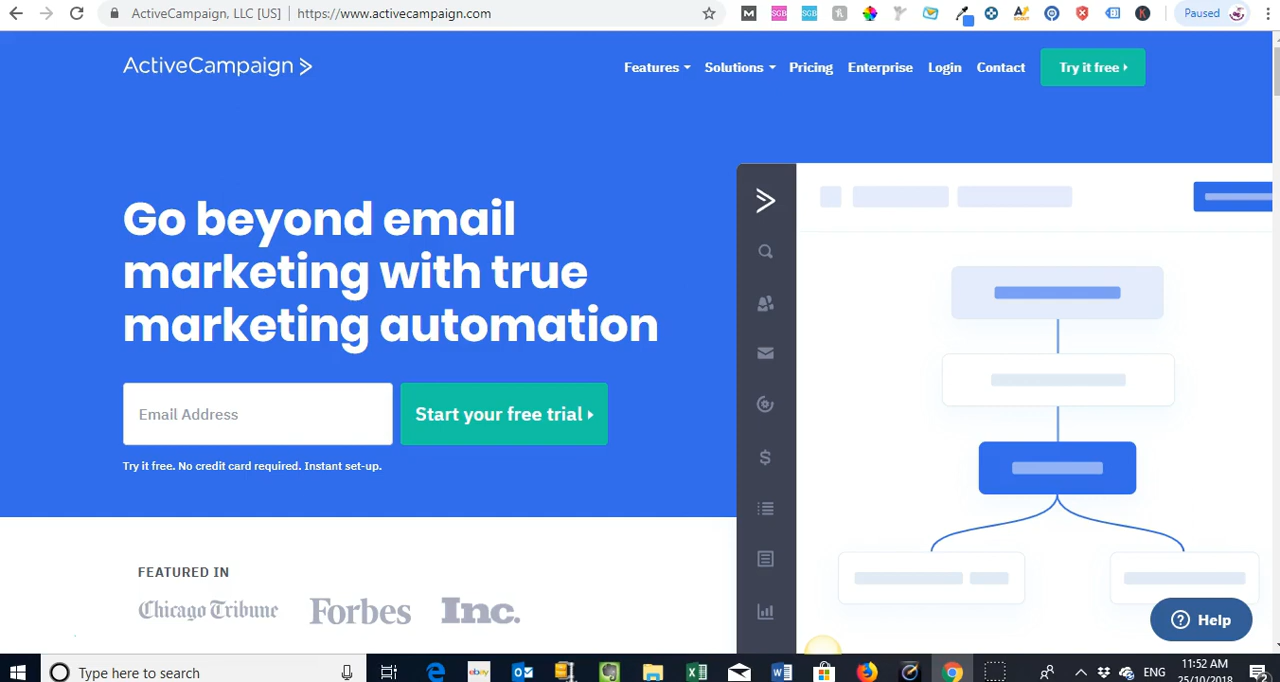 ActiveCampaign, LLC [US] | https://www.activecampaign.com
Paused
ActiveCampaign >
Features Solutions Pricing Enterprise Login Contact Try it free
Go beyond email
marketing with true
marketing automation
Email Address
Start your free trial
Try it free. No credit card required. Instant set-up.
FEATURED IN
Chicago Tribune Forbes Inc.
Help
Type here to search
ENG
11:52 AM
25/10/2018